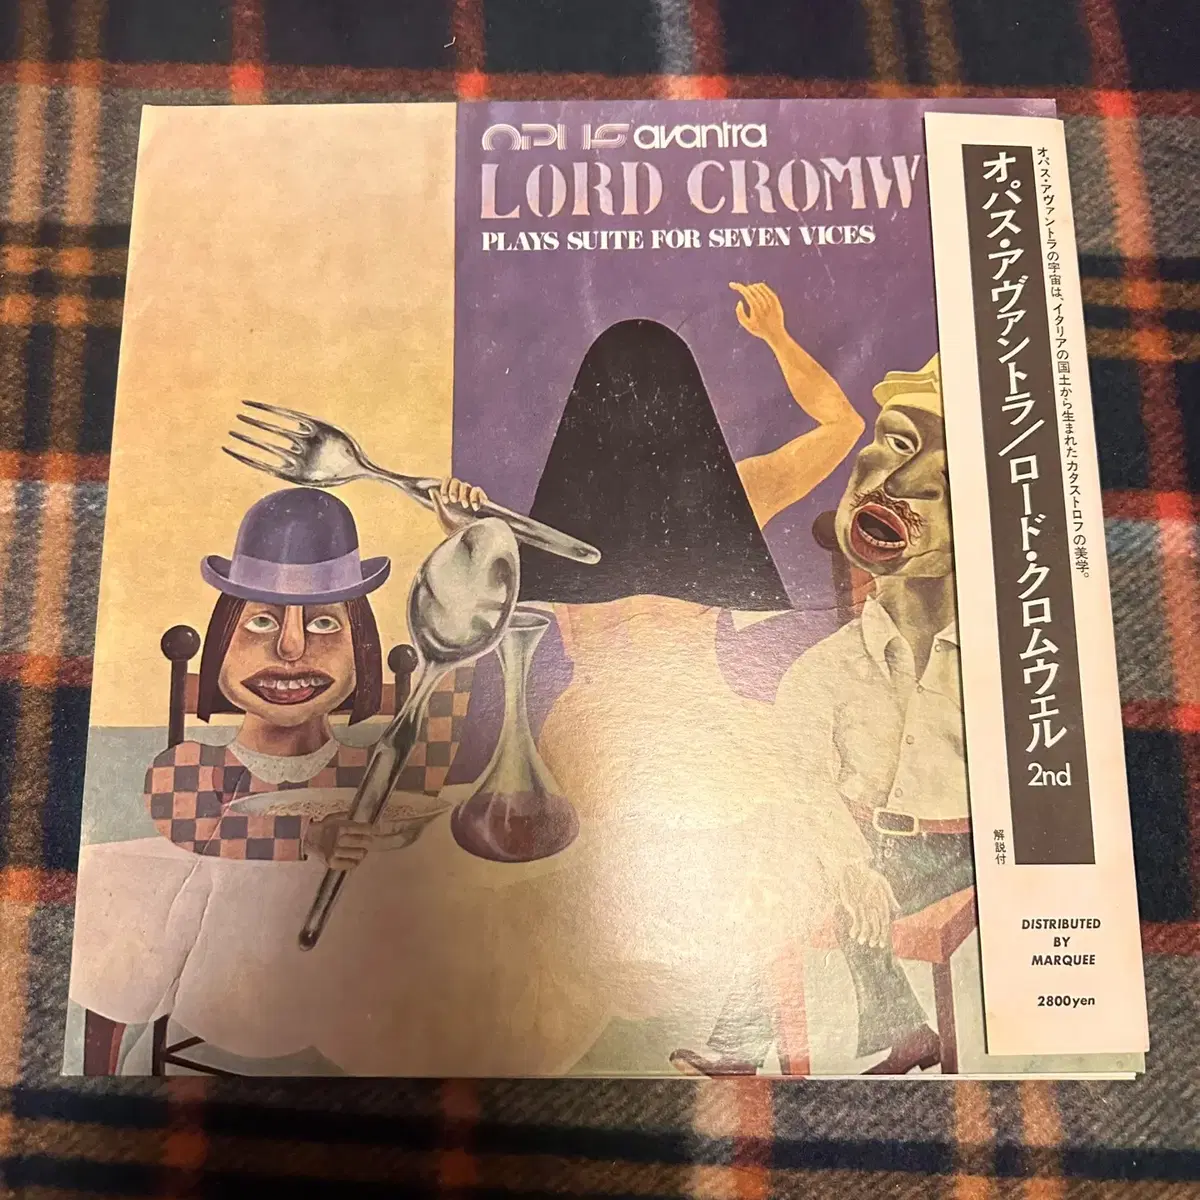 OPUS avantra
LORD CROMW
PLAYS SUITE FOR SEVEN VICES
オパス・アヴァントラの宇宙は、イタリアの国土から生まれたカタストロフの美学。
オパス・アヴァントラ/ロード・クロムウェル 2nd
解説付
DISTRIBUTED
BY
MARQUEE
2800yen